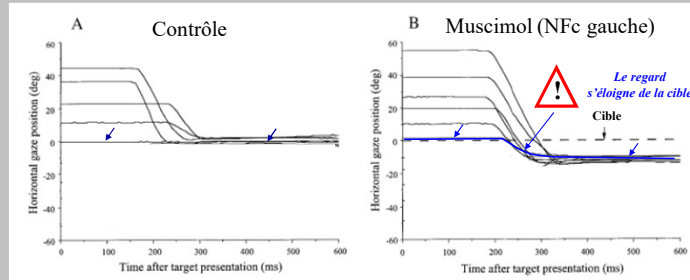 A
Contrôle
60
40
20
0
-20
-40
-60
0
100
200
300
400
500
600
Horizontal gaze position (deg)
Time after target presentation (ms)
B
Muscimol (NFc gauche)
60
40
20
0
-20
-40
-60
0
100
200
300
400
500
600
Horizontal gaze position (deg)
Time after target presentation (ms)
!
Le regard
s'éloigne de la cible
Cible